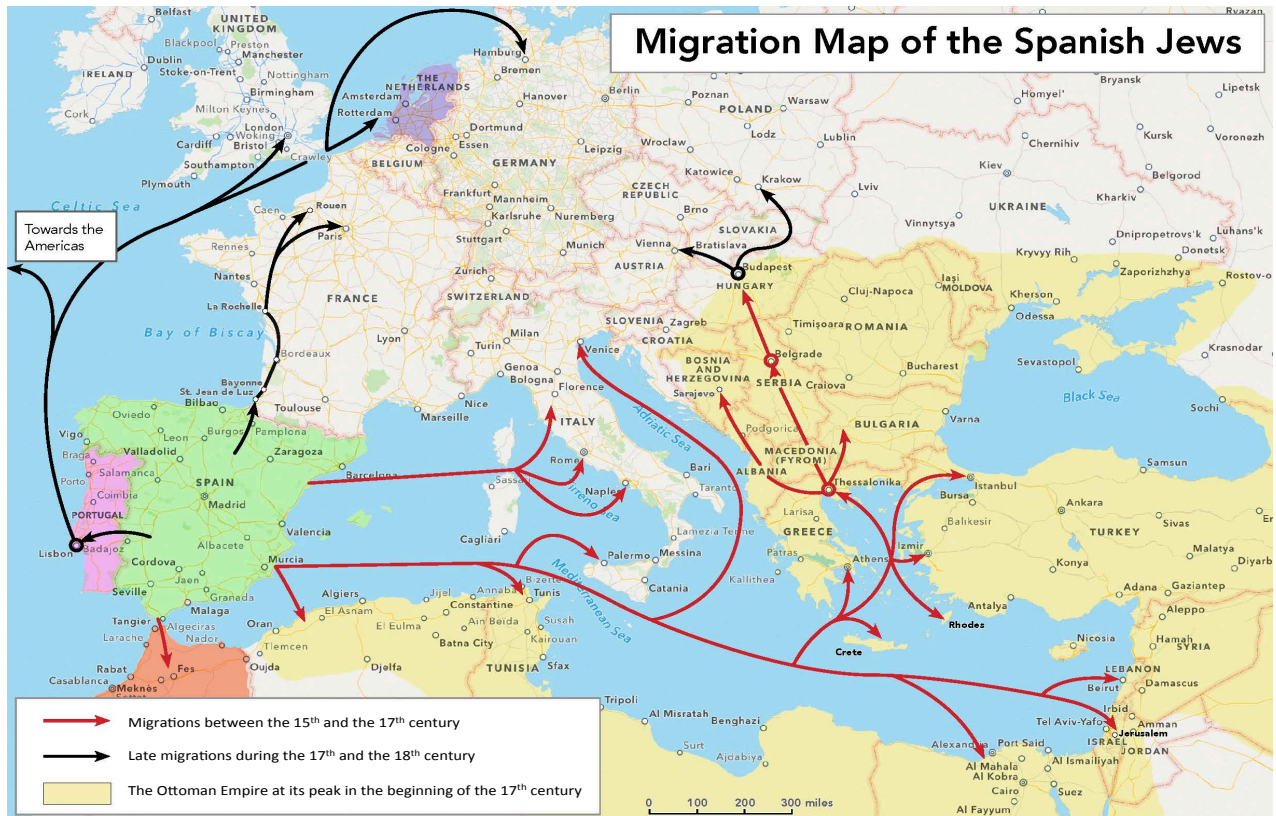 Migration Map of the Spanish Jews
Belfast
UNITED
KINGDOM
Blackpool
Preston
Manchester
Dublin
Stoke-on-Trent
Nottingham
IRELAND
Birmingham
Milton Keynes
Cork
London
Woking
Cardiff
Bristol
Crawley
Southampton
Plymouth
Celtic Sea
Towards the
Americas
Hamburg
Bremen
THE
NETHERLANDS
Amsterdam
Rotterdam
Hanover
Berlin
Dortmund
Essen
Cologne
BELGIUM
Leipzig
GERMANY
Frankfurt
Mannheim
Karlsruhe
Nuremburg
Stuttgart
Munich
Poznan
Warsaw
POLAND
Lodz
Lublin
Wroclaw
Katowice
Krakow
CZECH
REPUBLIC
Brno
SLOVAKIA
Vienna
Bratislava
AUSTRIA
Budapest
HUNGARY
Ryazan
Homyel'
Bryansk
Lipetsk
Chernihiv
Kursk
Voronezh
Kiev
Belgorod
Lviv
Kharkiv
Vinnytsya
UKRAINE
Dnipropetrovs'k
Luhans'k
Donetsk
Kryvyy Rih
Zaporizhzhya
Rostov-o
Kherson
Odessa
Krasnodar
Sevastopol
Sochi
Black Sea
Caen
Rouen
Paris
Rennes
Nantes
La Rochelle
FRANCE
Zurich
SWITZERLAND
Bay of Biscay
Lyon
Bordeaux
Bayonne
St. Jean de Luz
Toulouse
Marseille
Nice
Milan
Turin
Genoa
Bologna
Venice
Florence
ITALY
Rome
Naples
Bari
Taranto
Lamezia Terme
Sassari
Cagliari
Tirreno Sea
Adriatic Sea
Palermo
Messina
Catania
Mediterranean Sea
SLOVENIA
Zagreb
CROATIA
BOSNIA
AND
HERZEGOVINA
Sarajevo
Belgrade
SERBIA
Podgorica
Timişoara
Cluj-Napoca
Iaşi
MOLDOVA
ROMANIA
Craiova
Bucharest
Varna
BULGARIA
MACEDONIA
(FYROM)
ALBANIA
Thessalonika
Larisa
GREECE
Patras
Athens
Kallithea
Crete
Rhodes
Istanbul
Bursa
Balikesir
Izmir
Ankara
Samsun
Sivas
Er
TURKEY
Malatya
Diyarb
Konya
Adana
Gaziantep
Antalya
Aleppo
Nicosia
Hamah
SYRIA
LEBANON
Beirut
Damascus
Irbid
Tel Aviv-Yafo
Amman
Jerusalem
ISRAEL
JORDAN
Alexandria
Port Said
Al Mahala
Al Ismailiyah
Al Kobra
Cairo
Suez
Al Fayyum
Bilbao
Oviedo
Vigo
Leon
Burgos
Pamplona
Braga
Valladolid
Zaragoza
Porto
Salamanca
Barcelona
Coimbra
SPAIN
Madrid
PORTUGAL
Valencia
Lisbon
Badajoz
Albacete
Cordova
Murcia
Jaen
Seville
Granada
Malaga
Algeciras
Tangier
Larache
Nador
Rabat
Casablanca
Fes
Meknès
Oujda
Oran
Tlemcen
Algiers
El Asnam
Jijel
Annaba
Bizerte
Constantine
Tunis
El Eulma
Ain Beida
Susah
Batna City
Kairouan
Djelfa
TUNISIA
Sfax
Tripoli
Al Misratah
Benghazi
Surt
Ajdabiya
Migrations between the 15th and the 17th century
Late migrations during the 17th and the 18th century
The Ottoman Empire at its peak in the beginning of the 17th century
0 100 200 300 miles